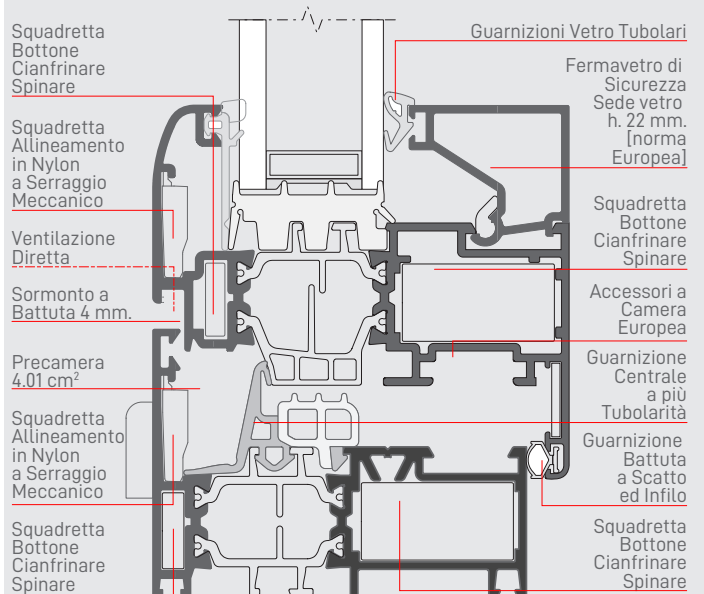 Squadretta
Bottone
Cianfrinare
Spinare
Squadretta
Allineamento
in Nylon
a Serraggio
Meccanico
Ventilazione
Diretta
Sormonto a
Battuta 4 mm.
Precamera
4.01 cm²
Squadretta
Allineamento
in Nylon
a Serraggio
Meccanico
Squadretta
Bottone
Cianfrinare
Spinare
Guarnizioni Vetro Tubolari
Fermavetro di
Sicurezza
Sede vetro
h. 22 mm.
[norma
Europea]
Squadretta
Bottone
Cianfrinare
Spinare
Accessori a
Camera
Europea
Guarnizione
Centrale
a più
Tubolarità
Guarnizione
Battuta
a Scatto
ed Infilo
Squadretta
Bottone
Cianfrinare
Spinare